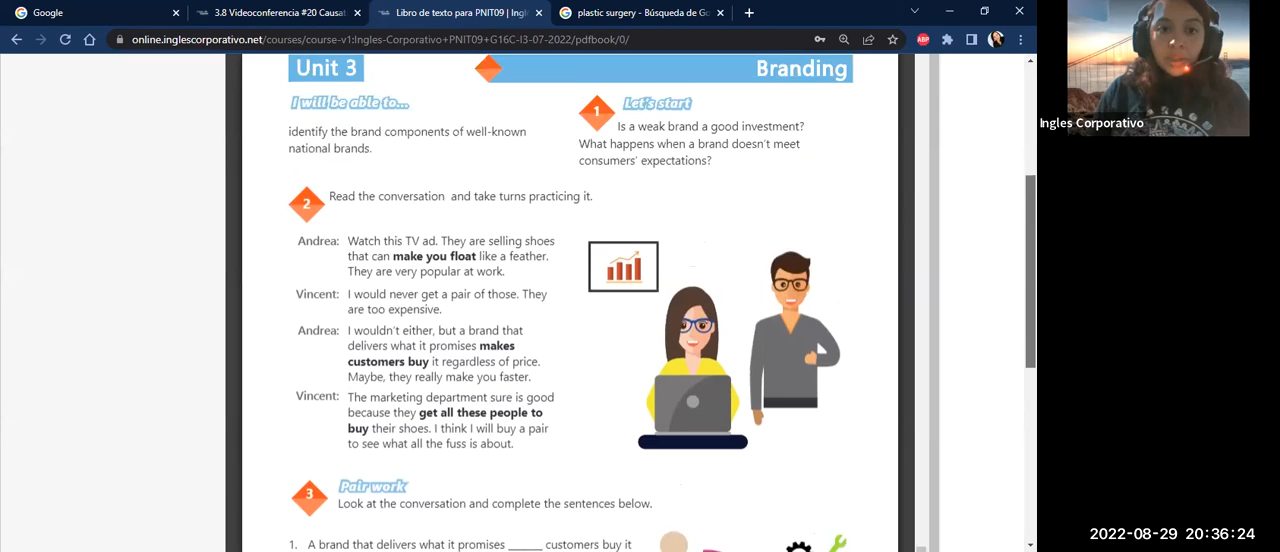 Google
3.8 Videoconferencia #20 Causat
Libro de texto para PNIT09 | Ingl
plastic surgery - Búsqueda de Go
online.inglescorporativo.net/courses/course-v1:Ingles-Corporativo+PNIT09+G16C-I3-07-2022/pdfbook/0/
ABP
Ingles Corporativo
Unit 3
Branding
I will be able to...
identify the brand components of well-known
national brands.
1
Let's start
Is a weak brand a good investment?
What happens when a brand doesn't meet
consumers' expectations?
2
Read the conversation and take turns practicing it.
Andrea: Watch this TV ad. They are selling shoes
that can make you float like a feather.
They are very popular at work.
Vincent: I would never get a pair of those. They
are too expensive.
Andrea: I wouldn't either, but a brand that
delivers what it promises makes
customers buy it regardless of price.
Maybe, they really make you faster.
Vincent: The marketing department sure is good
because they get all these people to
buy their shoes. I think I will buy a pair
to see what all the fuss is about.
3
Pair work
Look at the conversation and complete the sentences below.
1. A brand that delivers what it promises ______ customers buy it
2022-08-29 20:36:24